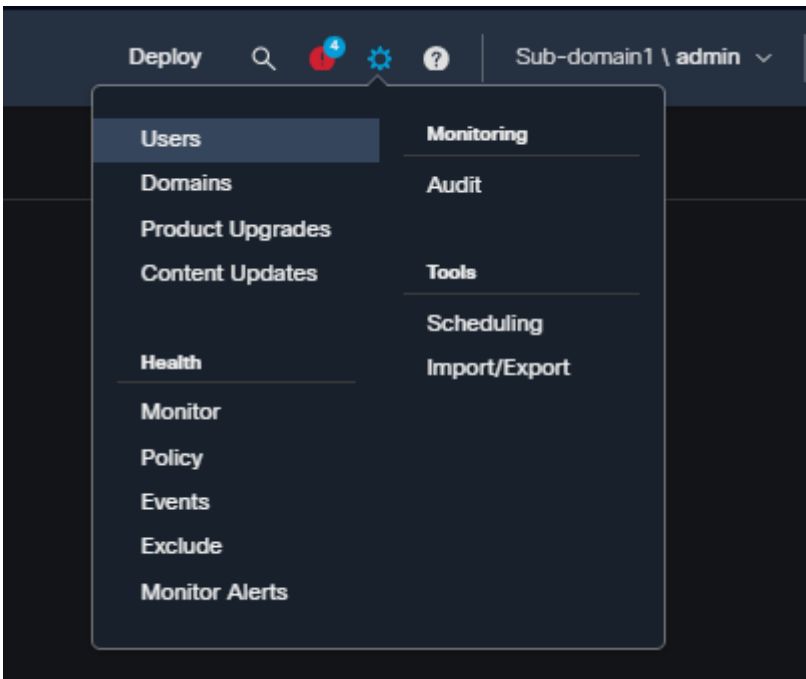 Deploy 4 ? Sub-domain1 \ admin
Users
Domains
Product Upgrades
Content Updates
Health
Monitor
Policy
Events
Exclude
Monitor Alerts
Monitoring
Audit
Tools
Scheduling
Import/Export